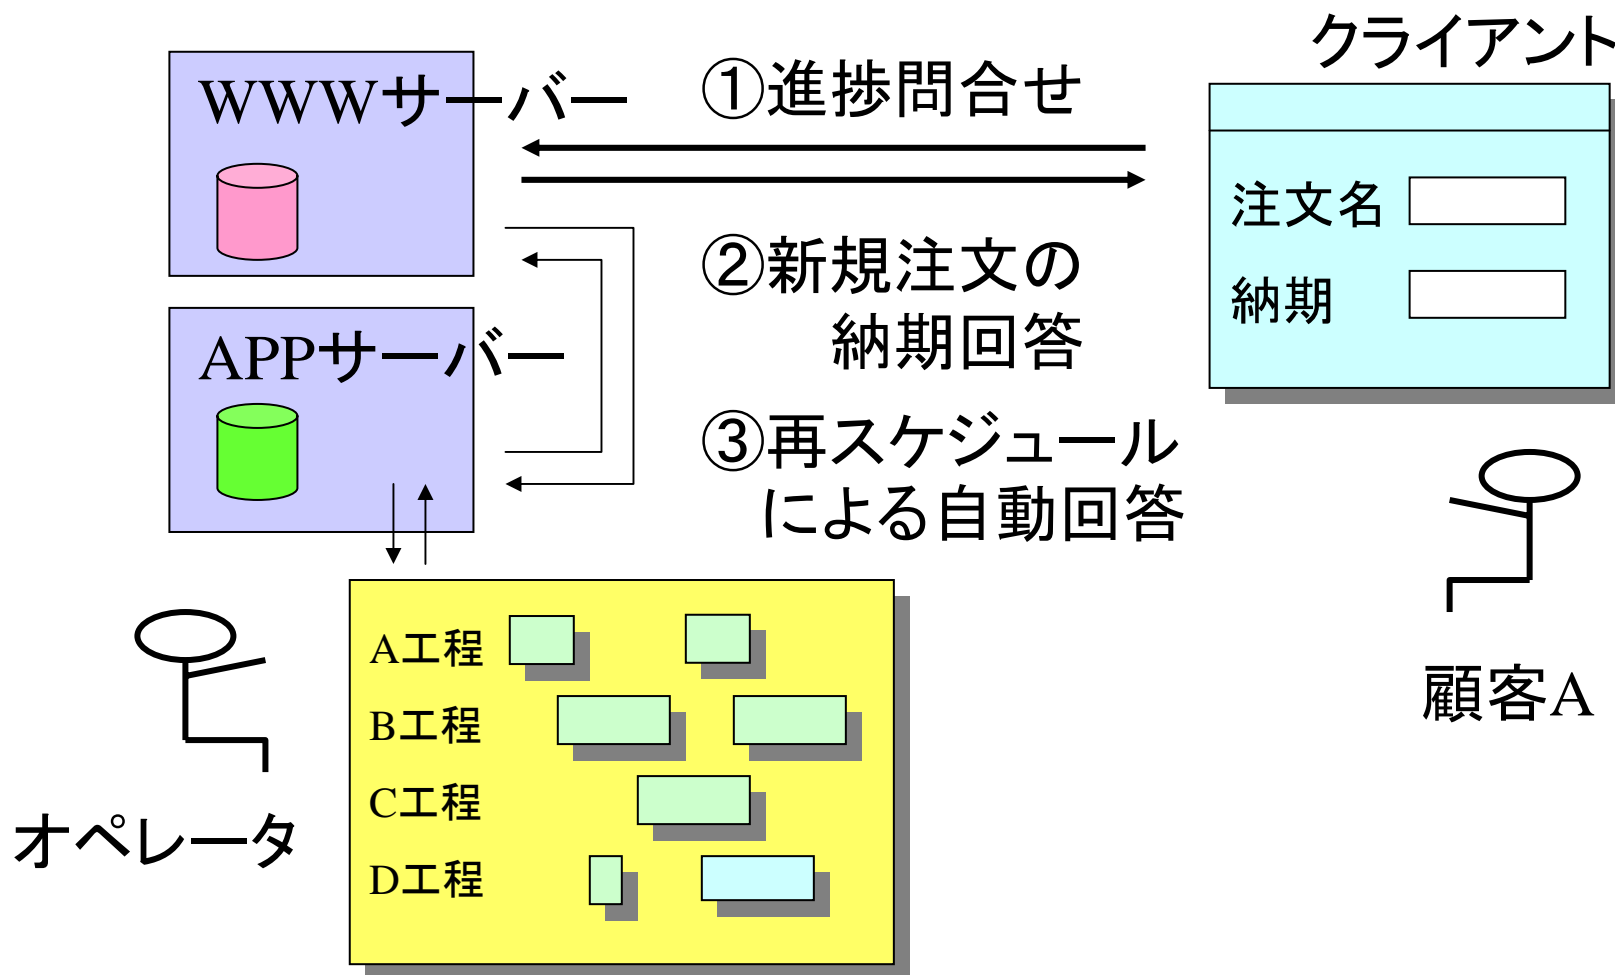 クライアント
WWWサーバー
①進捗問合せ
注文名
②新規注文の
納期回答
納期
APPサーバー
③再スケジュール
による自動回答
A工程
B工程
C工程
D工程
オペレータ
顧客A